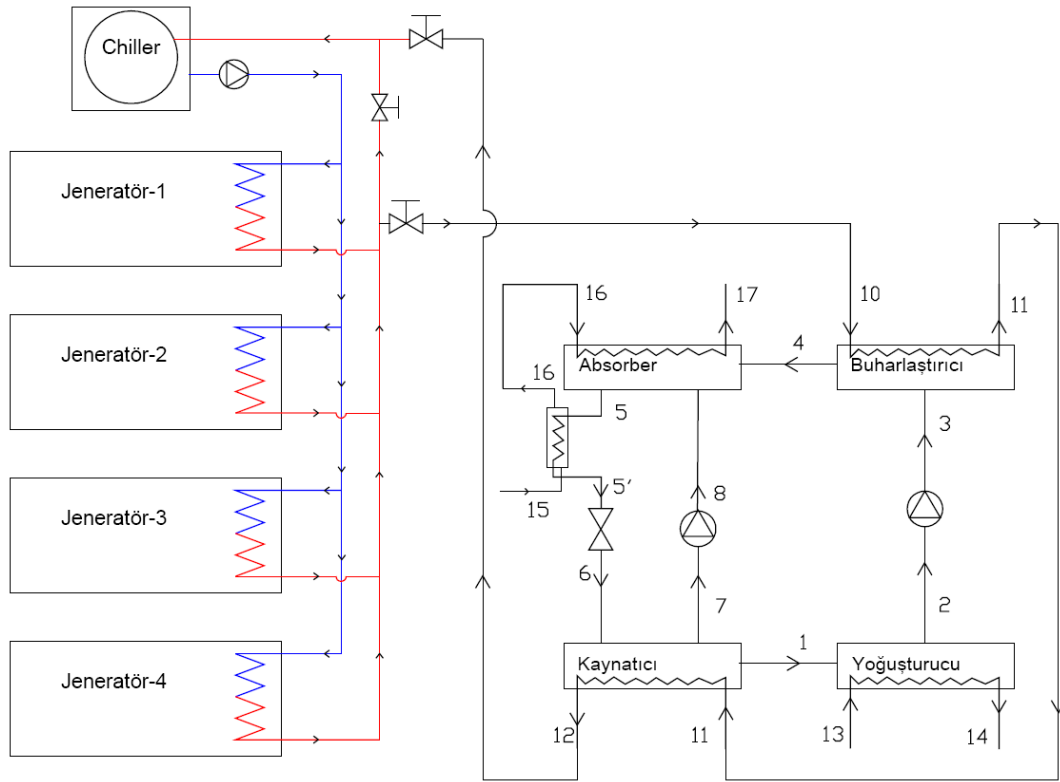 Chiller
Jeneratör-1
Jeneratör-2
Jeneratör-3
Jeneratör-4
16
17
10
11
Absorber
4
Buharlaştırıcı
16
5
3
5'
15
8
6
7
2
Kaynatıcı
1
Yoğuşturucu
12
11
13
14